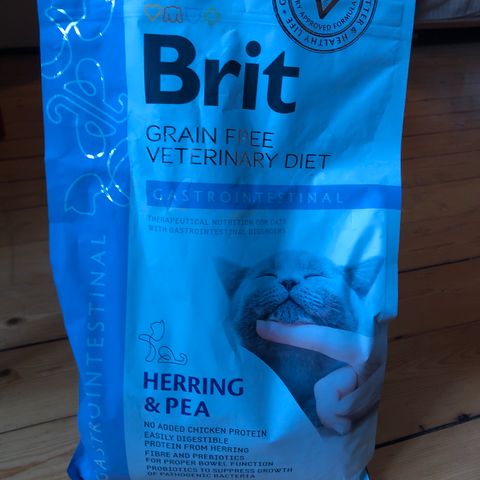 Brit
GRAIN FREE
VETERINARY DIET
GASTROINTESTINAL
THERAPEUTICAL NUTRITION FOR CATS
WITH GASTROINTESTINAL DISORDERS
GASTROINTESTINAL
HERRING
& PEA
NO ADDED CHICKEN PROTEIN
EASILY DIGESTIBLE
PROTEIN FROM HERRING
FIBRE AND PREBIOTICS
FOR PROPER BOWEL FUNCTION
PROBIOTICS TO SUPPRESS GROWTH
OF PATHOGENIC BACTERIA